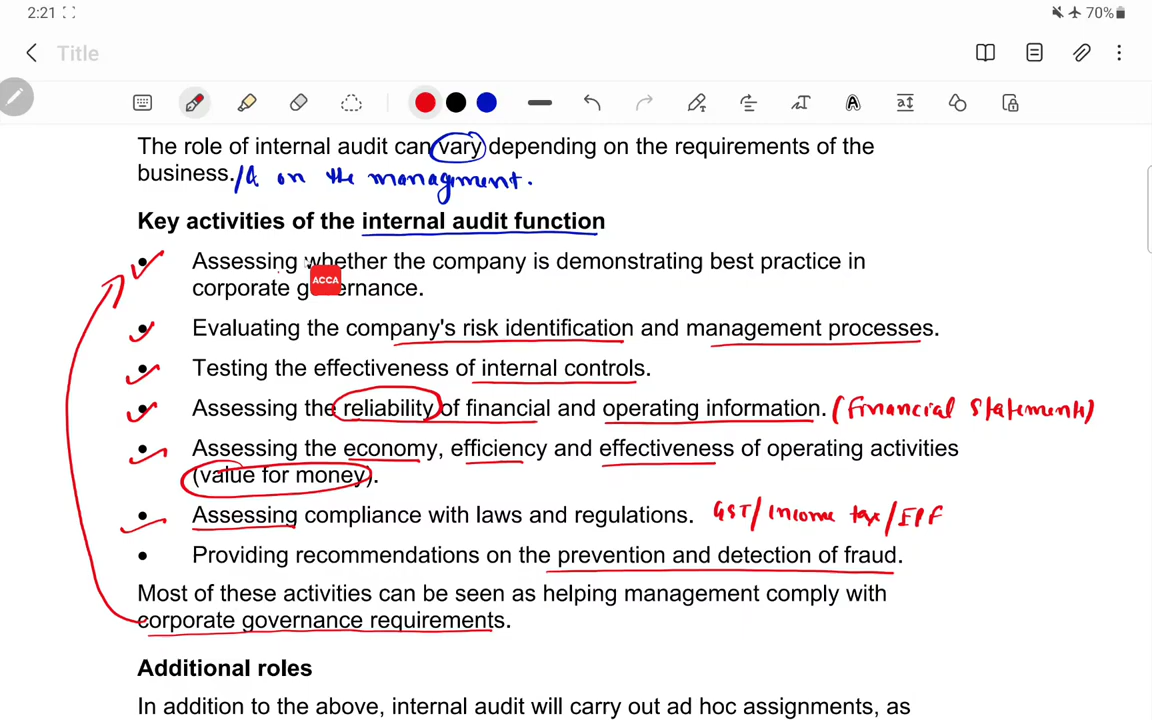 2:21 70%
Title
The role of internal audit can vary depending on the requirements of the
business./& on the management.
Key activities of the internal audit function
• Assessing whether the company is demonstrating best practice in
corporate governance.
ACCA
• Evaluating the company's risk identification and management processes.
• Testing the effectiveness of internal controls.
• Assessing the reliability of financial and operating information. (Financial Statements)
• Assessing the economy, efficiency and effectiveness of operating activities
(value for money).
• Assessing compliance with laws and regulations. GST/Income tax/EPF
• Providing recommendations on the prevention and detection of fraud.
Most of these activities can be seen as helping management comply with
corporate governance requirements.
Additional roles
In addition to the above, internal audit will carry out ad hoc assignments, as